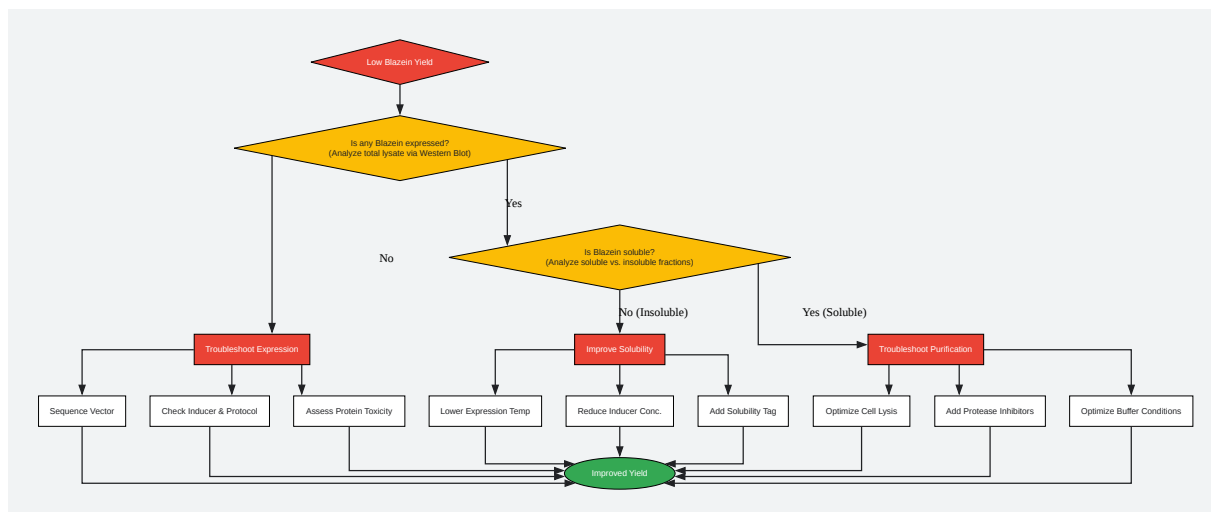 Low Blazein Yield
Is any Blazein expressed?
(Analyze total lysate via Western Blot)
Yes
Is Blazein soluble?
(Analyze soluble vs. insoluble fractions)
No
No (Insoluble)
Yes (Soluble)
Troubleshoot Expression
Improve Solubility
Troubleshoot Purification
Sequence Vector
Check Inducer & Protocol
Assess Protein Toxicity
Lower Expression Temp
Reduce Inducer Conc.
Add Solubility Tag
Optimize Cell Lysis
Add Protease Inhibitors
Optimize Buffer Conditions
Improved Yield